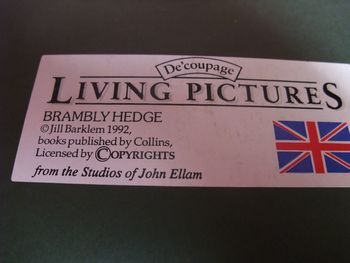 De'coupage
LIVING PICTURES
BRAMBLY HEDGE
©Jill Barklem 1992,
books published by Collins,
Licensed by ©OPYRIGHTS
from the Studios of John Ellam